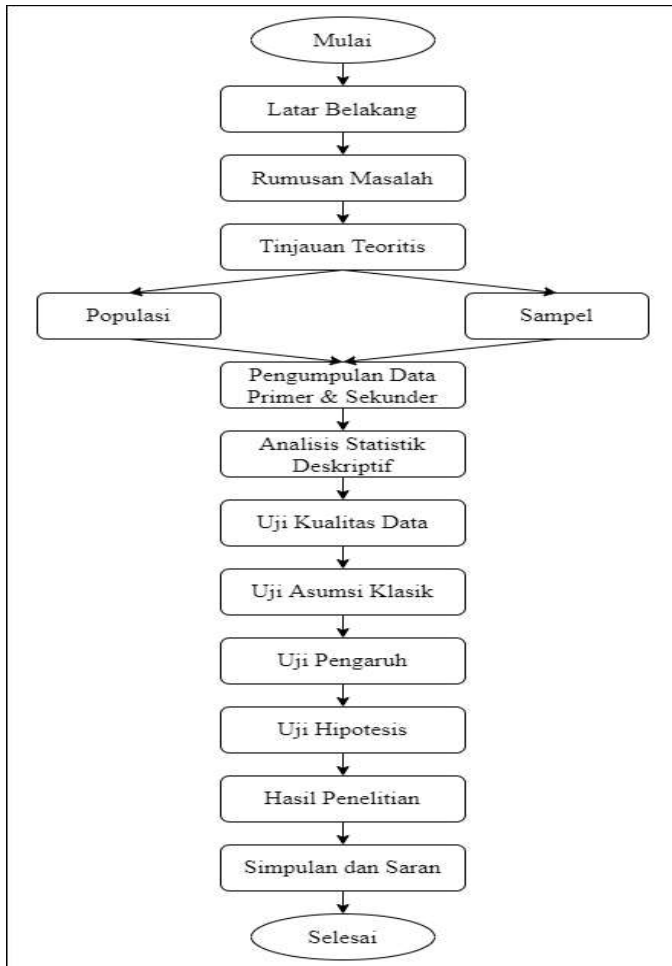 Mulai
Latar Belakang
Rumusan Masalah
Tinjauan Teoritis
Populasi
Sampel
Pengumpulan Data
Primer & Sekunder
Analisis Statistik
Deskriptif
Uji Kualitas Data
Uji Asumsi Klasik
Uji Pengaruh
Uji Hipotesis
Hasil Penelitian
Simpulan dan Saran
Selesai